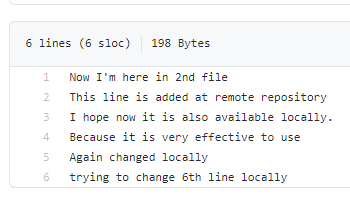 6 lines (6 sloc) 198 Bytes
1 Now I'm here in 2nd file
2 This line is added at remote repository
3 I hope now it is also available locally.
4 Because it is very effective to use
5 Again changed locally
6 trying to change 6th line locally